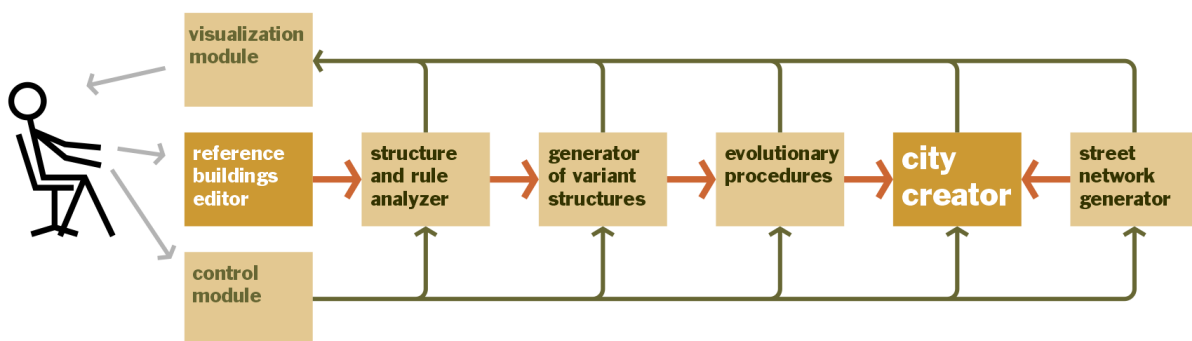 visualization
module
reference
buildings
editor
structure
and rule
analyzer
generator
of variant
structures
evolutionary
procedures
city
creator
street
network
generator
control
module